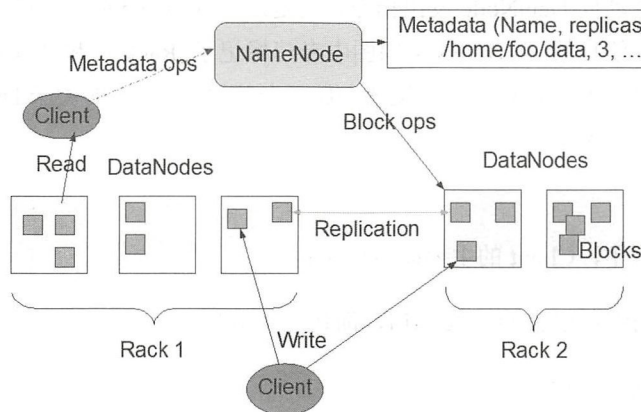 Metadata (Name, replicas
/home/foo/data, 3, ...
NameNode
Metadata ops
Client
Block ops
Read
DataNodes
DataNodes
Replication
Blocks
Rack 1
Write
Rack 2
Client